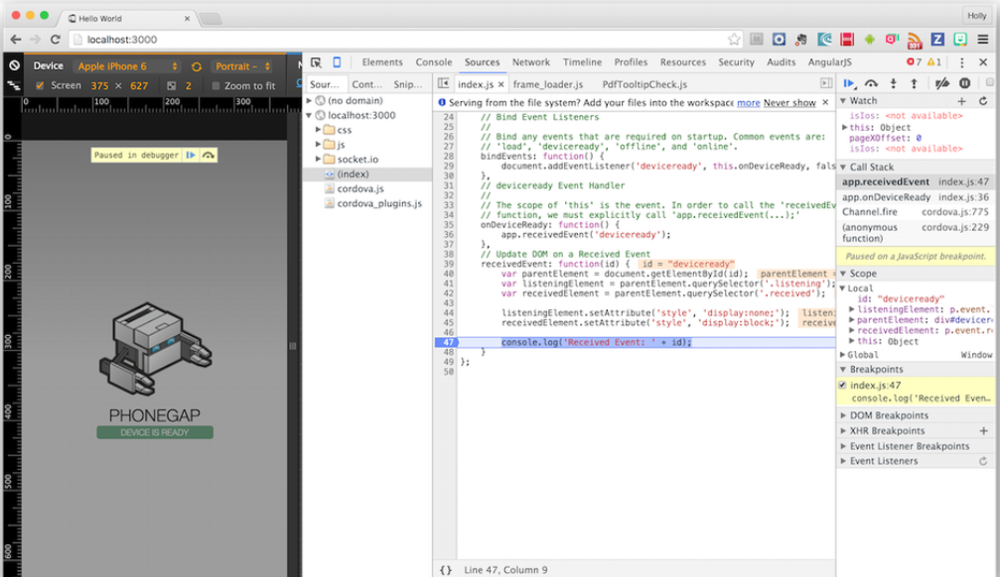 Hello World
Holly
localhost:3000
331
Device Apple iPhone 6 Portrait -
Screen 375 × 627 2 Zoom to fit
0 100 200 300
0
100
200
300
400
500
600
Paused in debugger
PHONEGAP
DEVICE IS READY
Elements Console Sources Network Timeline Profiles Resources Security Audits AngularJS
7 1
Sour... Cont... Snip...
(no domain)
localhost:3000
css
js
socket.io
(index)
cordova.js
cordova_plugins.js
index.js frame_loader.js PdfTooltipCheck.js
Serving from the file system? Add your files into the workspace more Never show
24 // Bind Event Listeners
25 //
26 // Bind any events that are required on startup. Common events are:
27 // 'load', 'deviceready', 'offline', and 'online'.
28 bindEvents: function() {
29 document.addEventListener('deviceready', this.onDeviceReady, fals
30 },
31 // deviceready Event Handler
32 //
33 // The scope of 'this' is the event. In order to call the 'receivedEv
34 // function, we must explicitly call 'app.receivedEvent(...);'
35 onDeviceReady: function() {
36 app.receivedEvent('deviceready');
37 },
38 // Update DOM on a Received Event
39 receivedEvent: function(id) { id = "deviceready"
40 var parentElement = document.getElementById(id); parentElement =
41 var listeningElement = parentElement.querySelector('.listening');
42 var receivedElement = parentElement.querySelector('.received');
43
44 listeningElement.setAttribute('style', 'display:none;'); listen
45 receivedElement.setAttribute('style', 'display:block;'); receive
46
47 console.log('Received Event: ' + id);
48 }
49 };
50
{} Line 47, Column 9
Watch
isIos: <not available>
this: Object
pageXOffset: 0
isIos: <not available>
Call Stack
app.receivedEvent index.js:47
app.onDeviceReady index.js:36
Channel.fire cordova.js:775
(anonymous function) cordova.js:229
Paused on a JavaScript breakpoint.
Scope
Local
id: "deviceready"
listeningElement: p.event.
parentElement: div#devicer
receivedElement: p.event.r
this: Object
Global Window
Breakpoints
index.js:47
console.log('Received Even...
DOM Breakpoints
XHR Breakpoints
Event Listener Breakpoints
Event Listeners